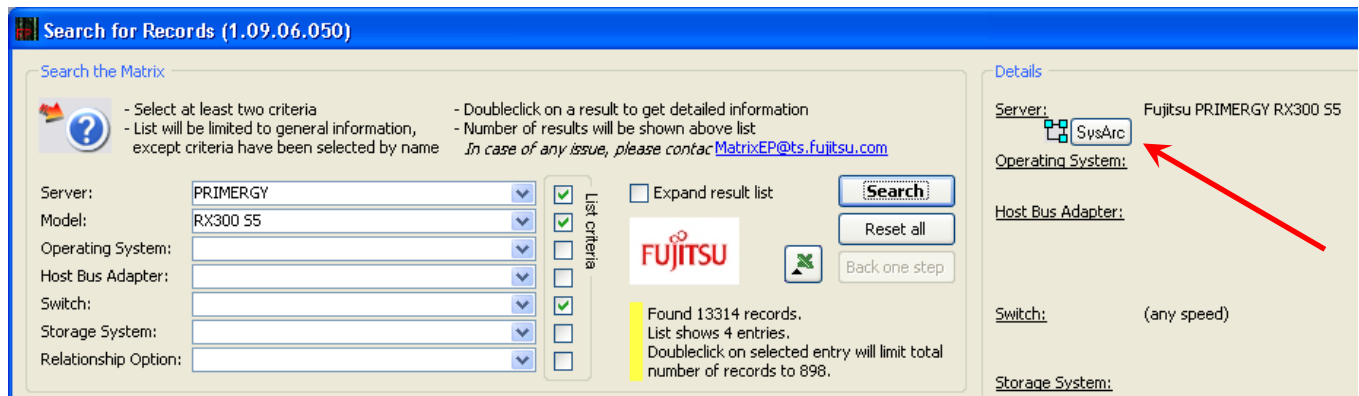 Search for Records (1.09.06.050)
Search the Matrix
- Select at least two criteria
- List will be limited to general information,
except criteria have been selected by name
- Doubleclick on a result to get detailed information
- Number of results will be shown above list
In case of any issue, please contac MatrixEP@ts.fujitsu.com
Server: PRIMERGY
Model: RX300 S5
Operating System:
Host Bus Adapter:
Switch:
Storage System:
Relationship Option:
List criteria
Expand result list
Search
Reset all
Back one step
FUJITSU
Found 13314 records.
List shows 4 entries.
Doubleclick on selected entry will limit total
number of records to 898.
Details
Server: Fujitsu PRIMERGY RX300 S5
SysArc
Operating System:
Host Bus Adapter:
Switch: (any speed)
Storage System: